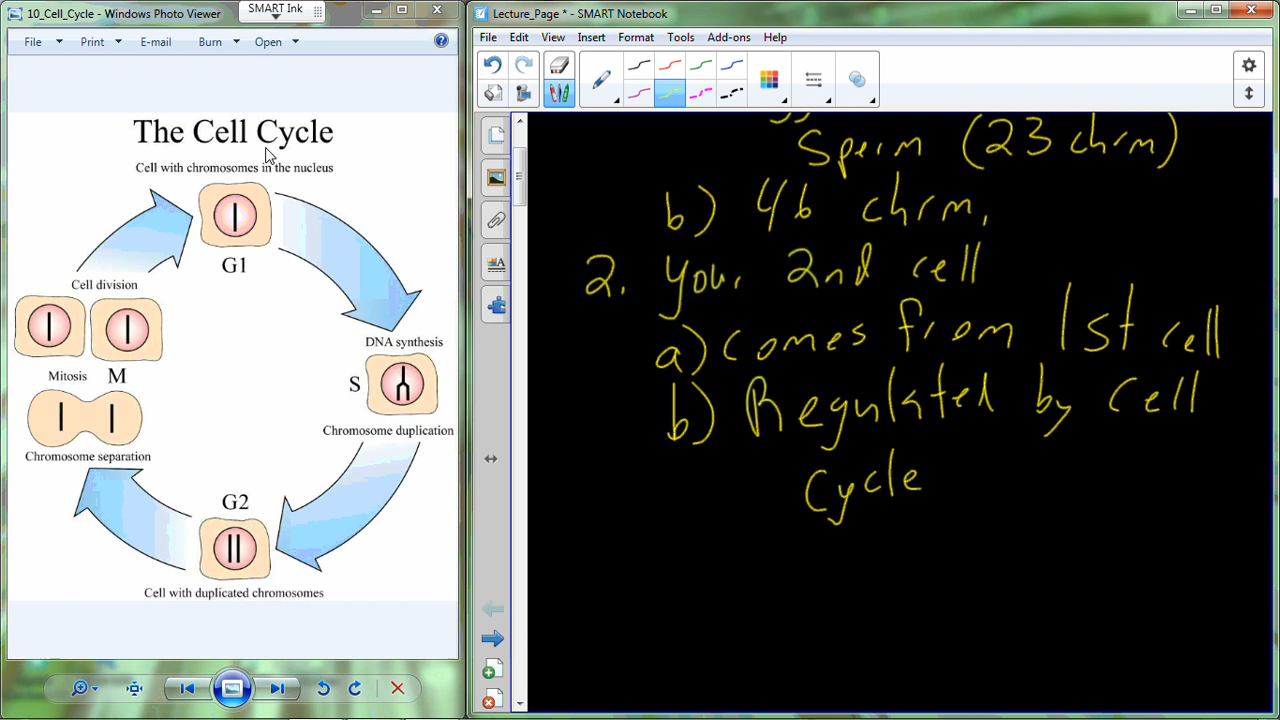 10_Cell_Cycle - Windows Photo Viewer
SMART Ink
File Print E-mail Burn Open
The Cell Cycle
Cell with chromosomes in the nucleus
G1
Cell division
DNA synthesis
S
Mitosis M
Chromosome duplication
Chromosome separation
G2
Cell with duplicated chromosomes
Lecture_Page * - SMART Notebook
File Edit View Insert Format Tools Add-ons Help
Sperm (23 chrm)
b) 46 chrm.
2. your 2nd cell
a) comes from 1st cell
b) Regulated by cell
cycle